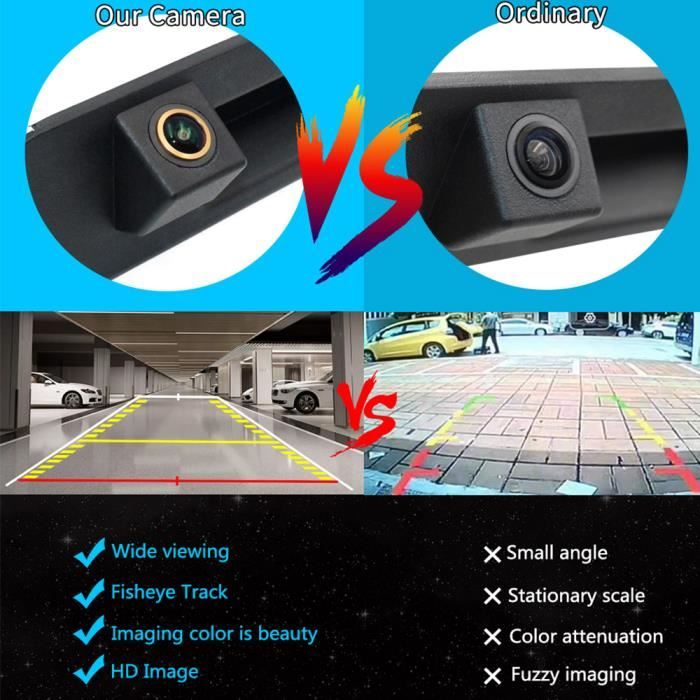 Our Camera
Ordinary
VS
VS
Wide viewing
Small angle
Fisheye Track
Stationary scale
Imaging color is beauty
Color attenuation
HD Image
Fuzzy imaging